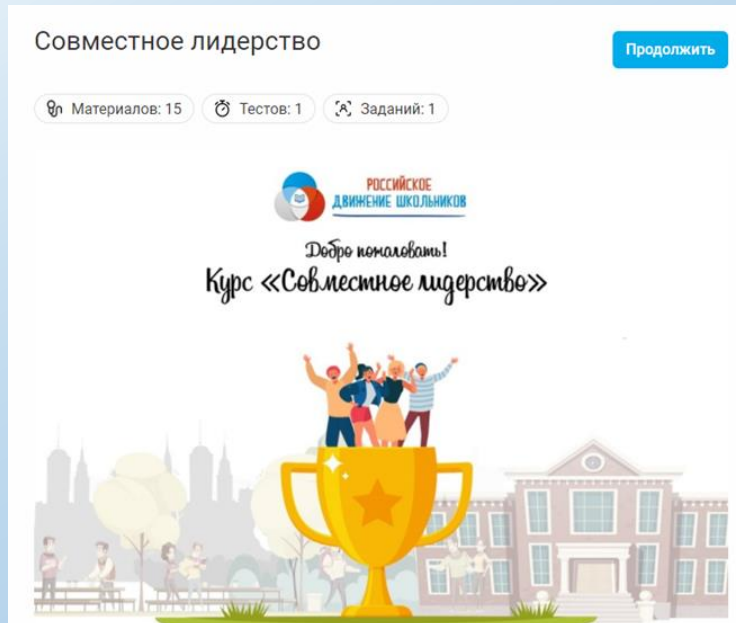 Совместное лидерство
Продолжить
Материалов: 15
Тестов: 1
Заданий: 1
РОССИЙСКОЕ
ДВИЖЕНИЕ ШКОЛЬНИКОВ
Добро пожаловать!
Курс «Совместное лидерство»